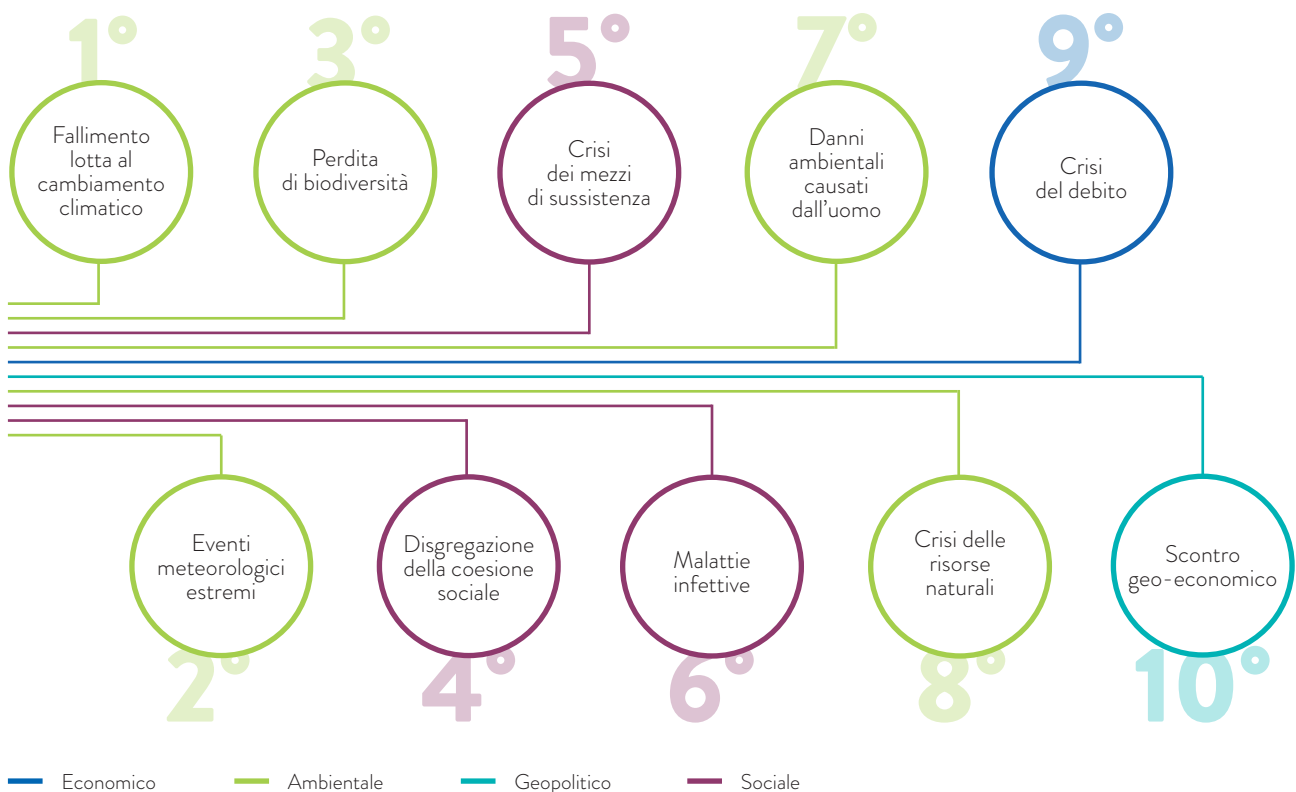 1°
Fallimento
lotta al
cambiamento
climatico
3°
Perdita
di biodiversità
5°
Crisi
dei mezzi
di sussistenza
7°
Danni
ambientali
causati
dall'uomo
9°
Crisi
del debito
Eventi
meteorologici
estremi
2°
Disgregazione
della coesione
sociale
4°
Malattie
infettive
6°
Crisi delle
risorse
naturali
8°
Scontro
geo-economico
10°
Economico
Ambientale
Geopolitico
Sociale